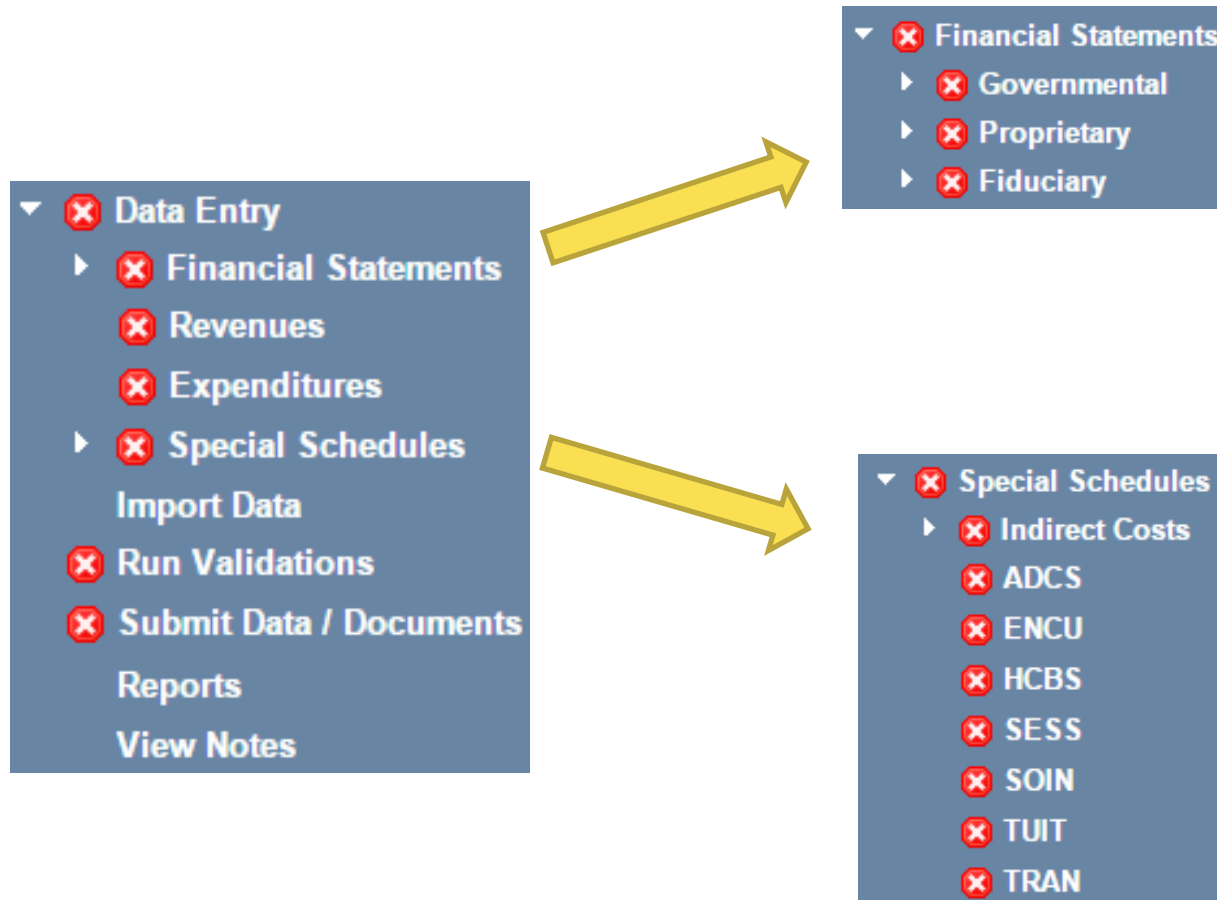 Data Entry
Financial Statements
Revenues
Expenditures
Special Schedules
Import Data
Run Validations
Submit Data / Documents
Reports
View Notes
Financial Statements
Governmental
Proprietary
Fiduciary
Special Schedules
Indirect Costs
ADCS
ENCU
HCBS
SESS
SOIN
TUIT
TRAN